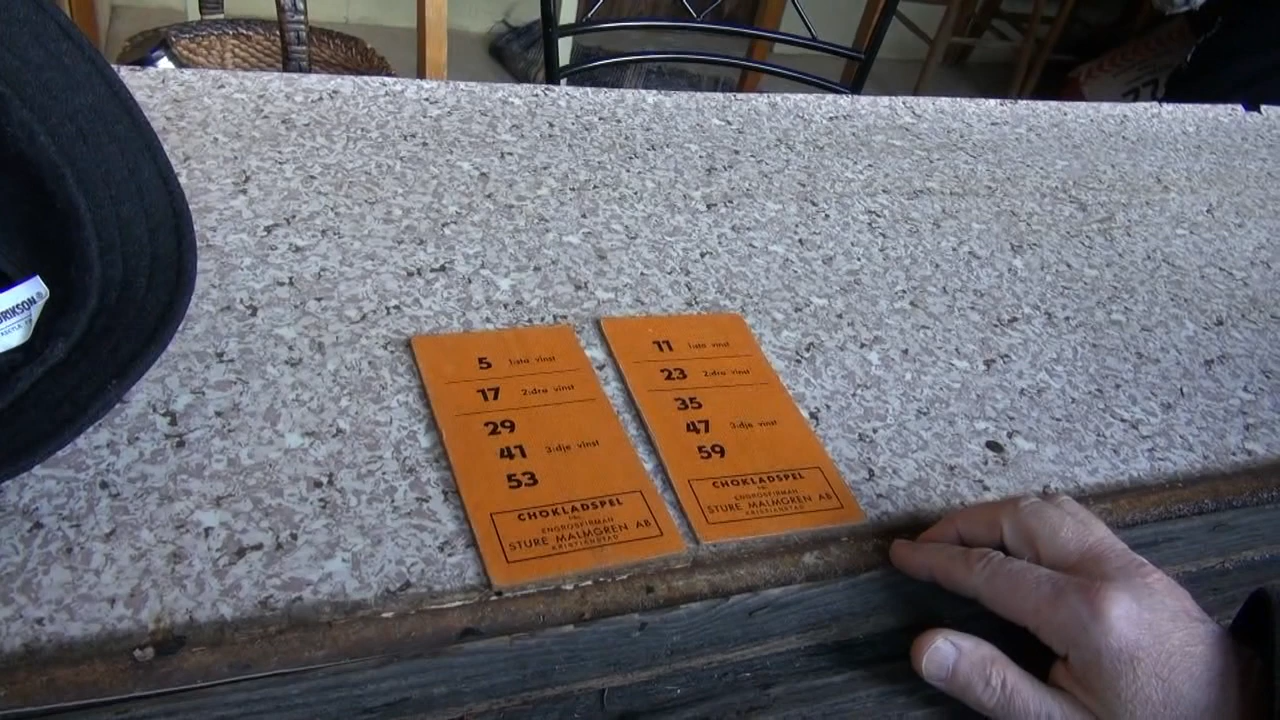 5 1:sta vinst
17 2:dra vinst
29
41 3:dje vinst
53
CHOKLADSPEL
ENGROSFIRMAN
STURE MALMGREN AB
KRISTIANSTAD
11 1:sta vinst
23 2:dra vinst
35
47 3:dje vinst
59
CHOKLADSPEL
ENGROSFIRMAN
STURE MALMGREN AB
KRISTIANSTAD
77